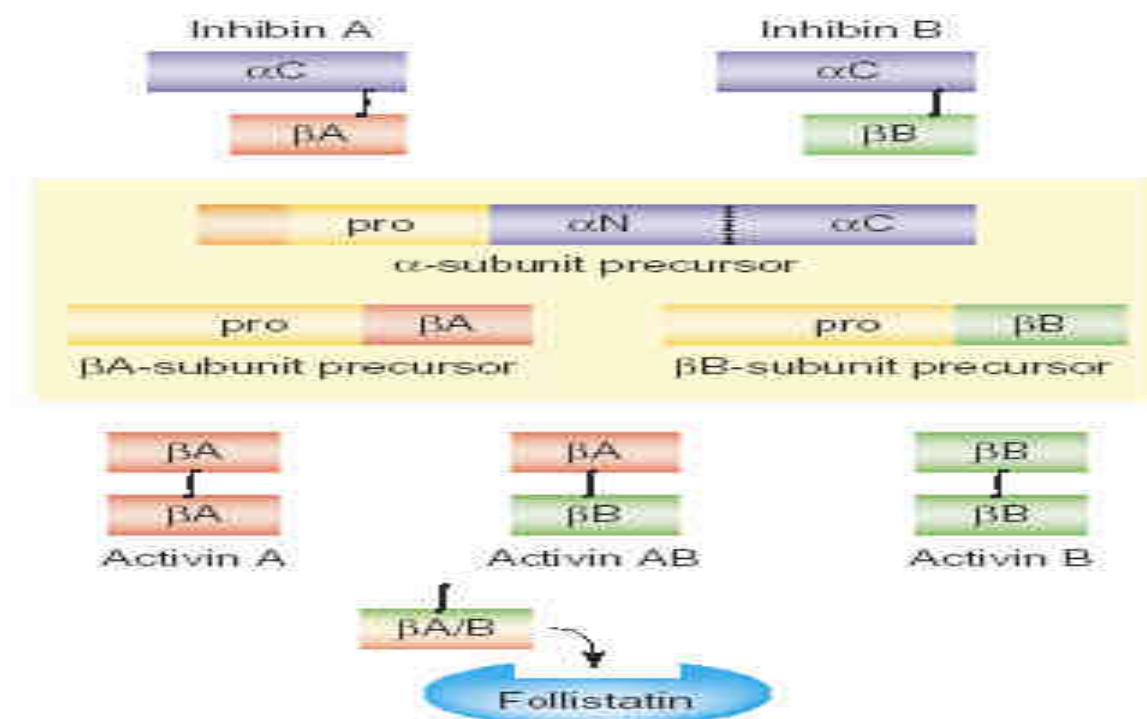 Inhibin A
Inhibin B
αC
αC
βA
βB
pro αN αC
α-subunit precursor
pro βA
pro βB
βA-subunit precursor
βB-subunit precursor
βA
βA
βB
βA
βB
βB
Activin A
Activin AB
Activin B
βA/B
Follistatin